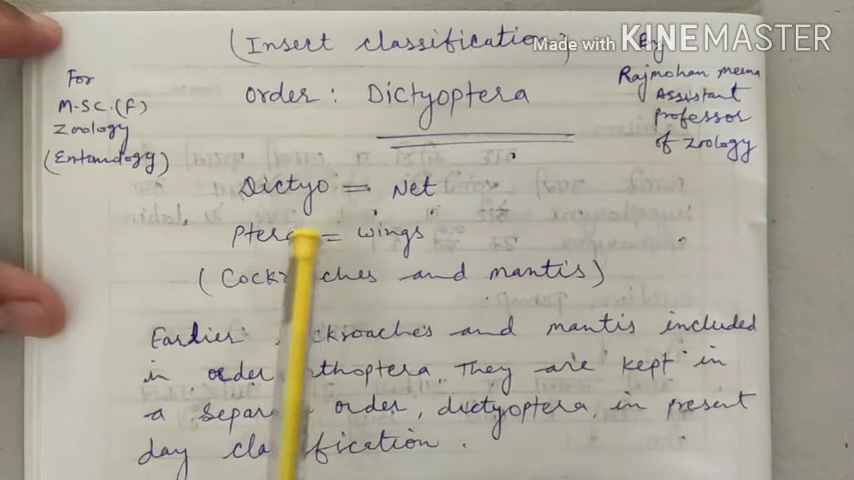 (Insect classification)
Made with KINEMASTER
By
Rajmohan meena
Assistant
professor
of Zoology
For
M.SC.(F)
Zoology
(Entomology)
order: Dictyoptera
Dictyo = Net
Ptera = wings
(Cockroaches and mantis)
Earlier cockroaches and mantis included
in order orthoptera. They are kept in
a separate order, dictyoptera, in present
day classification.